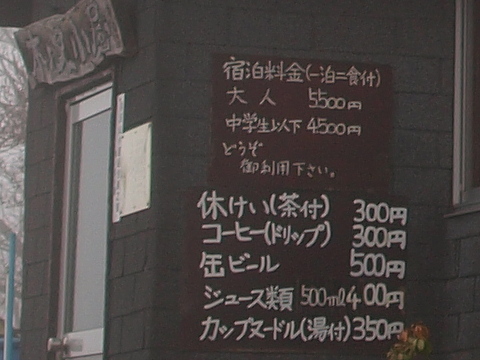 宿泊料金(一泊二食付)
大人 5500円
中学生以下 4500円
どうぞ
御利用下さい。
休けい(茶付) 300円
コーヒー(ドリップ) 300円
缶ビール 500円
ジュース類 500ml 400円
カップヌードル(湯付) 350円